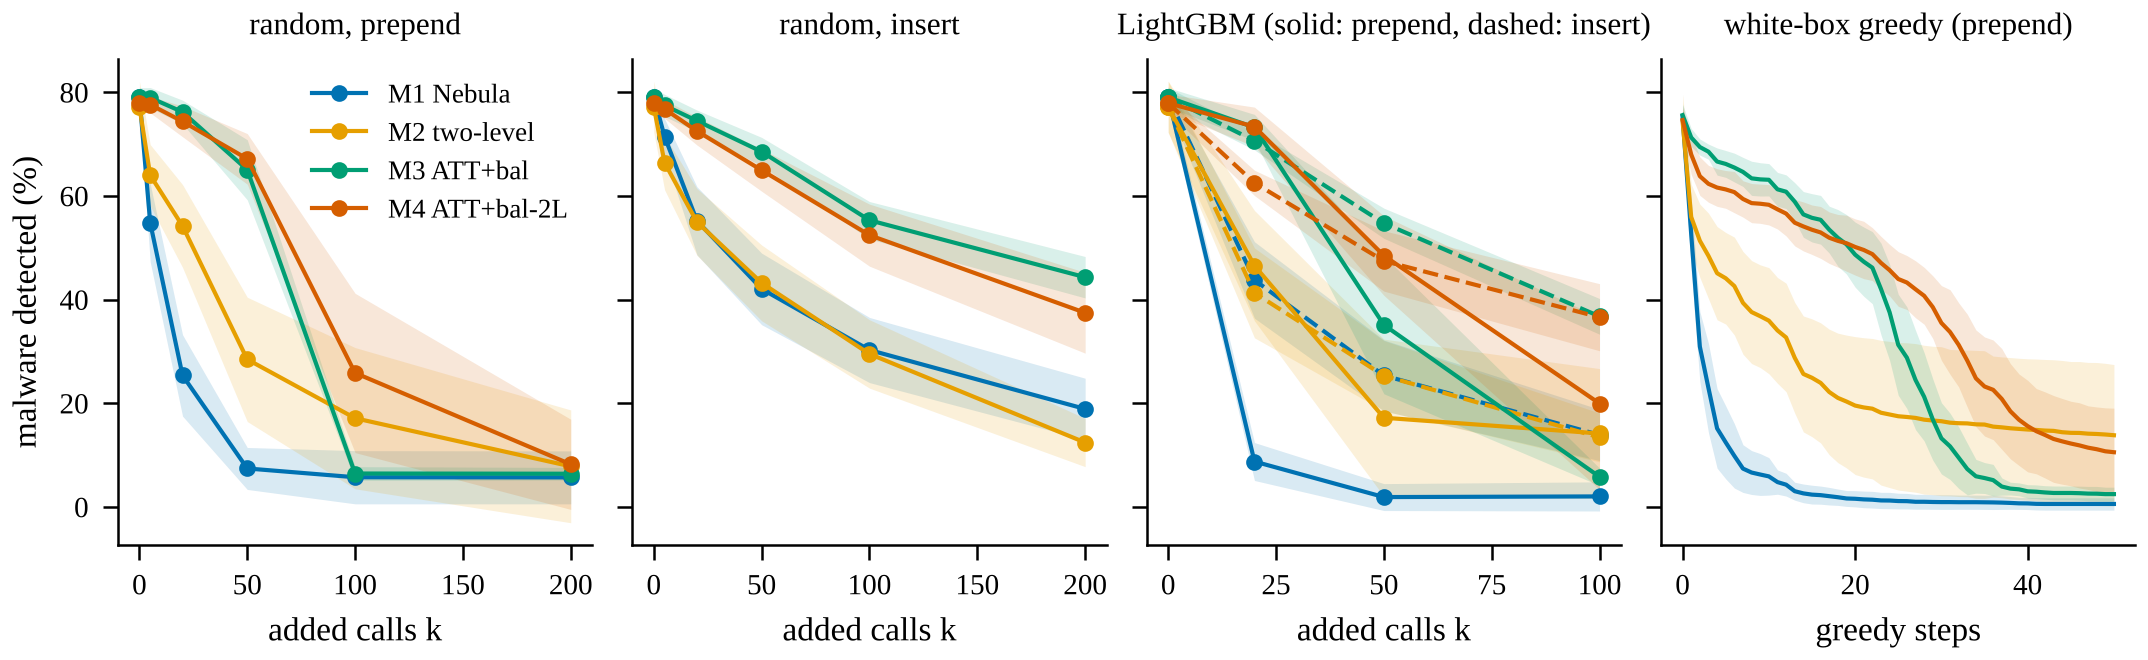 random, prepend
random, insert
LightGBM (solid: prepend, dashed: insert)
white-box greedy (prepend)
malware detected (%)
80
60
40
20
0
M1 Nebula
M2 two-level
M3 ATT+bal
M4 ATT+bal-2L
0 50 100 150 200
0 50 100 150 200
0 25 50 75 100
0 20 40
added calls k
added calls k
added calls k
greedy steps